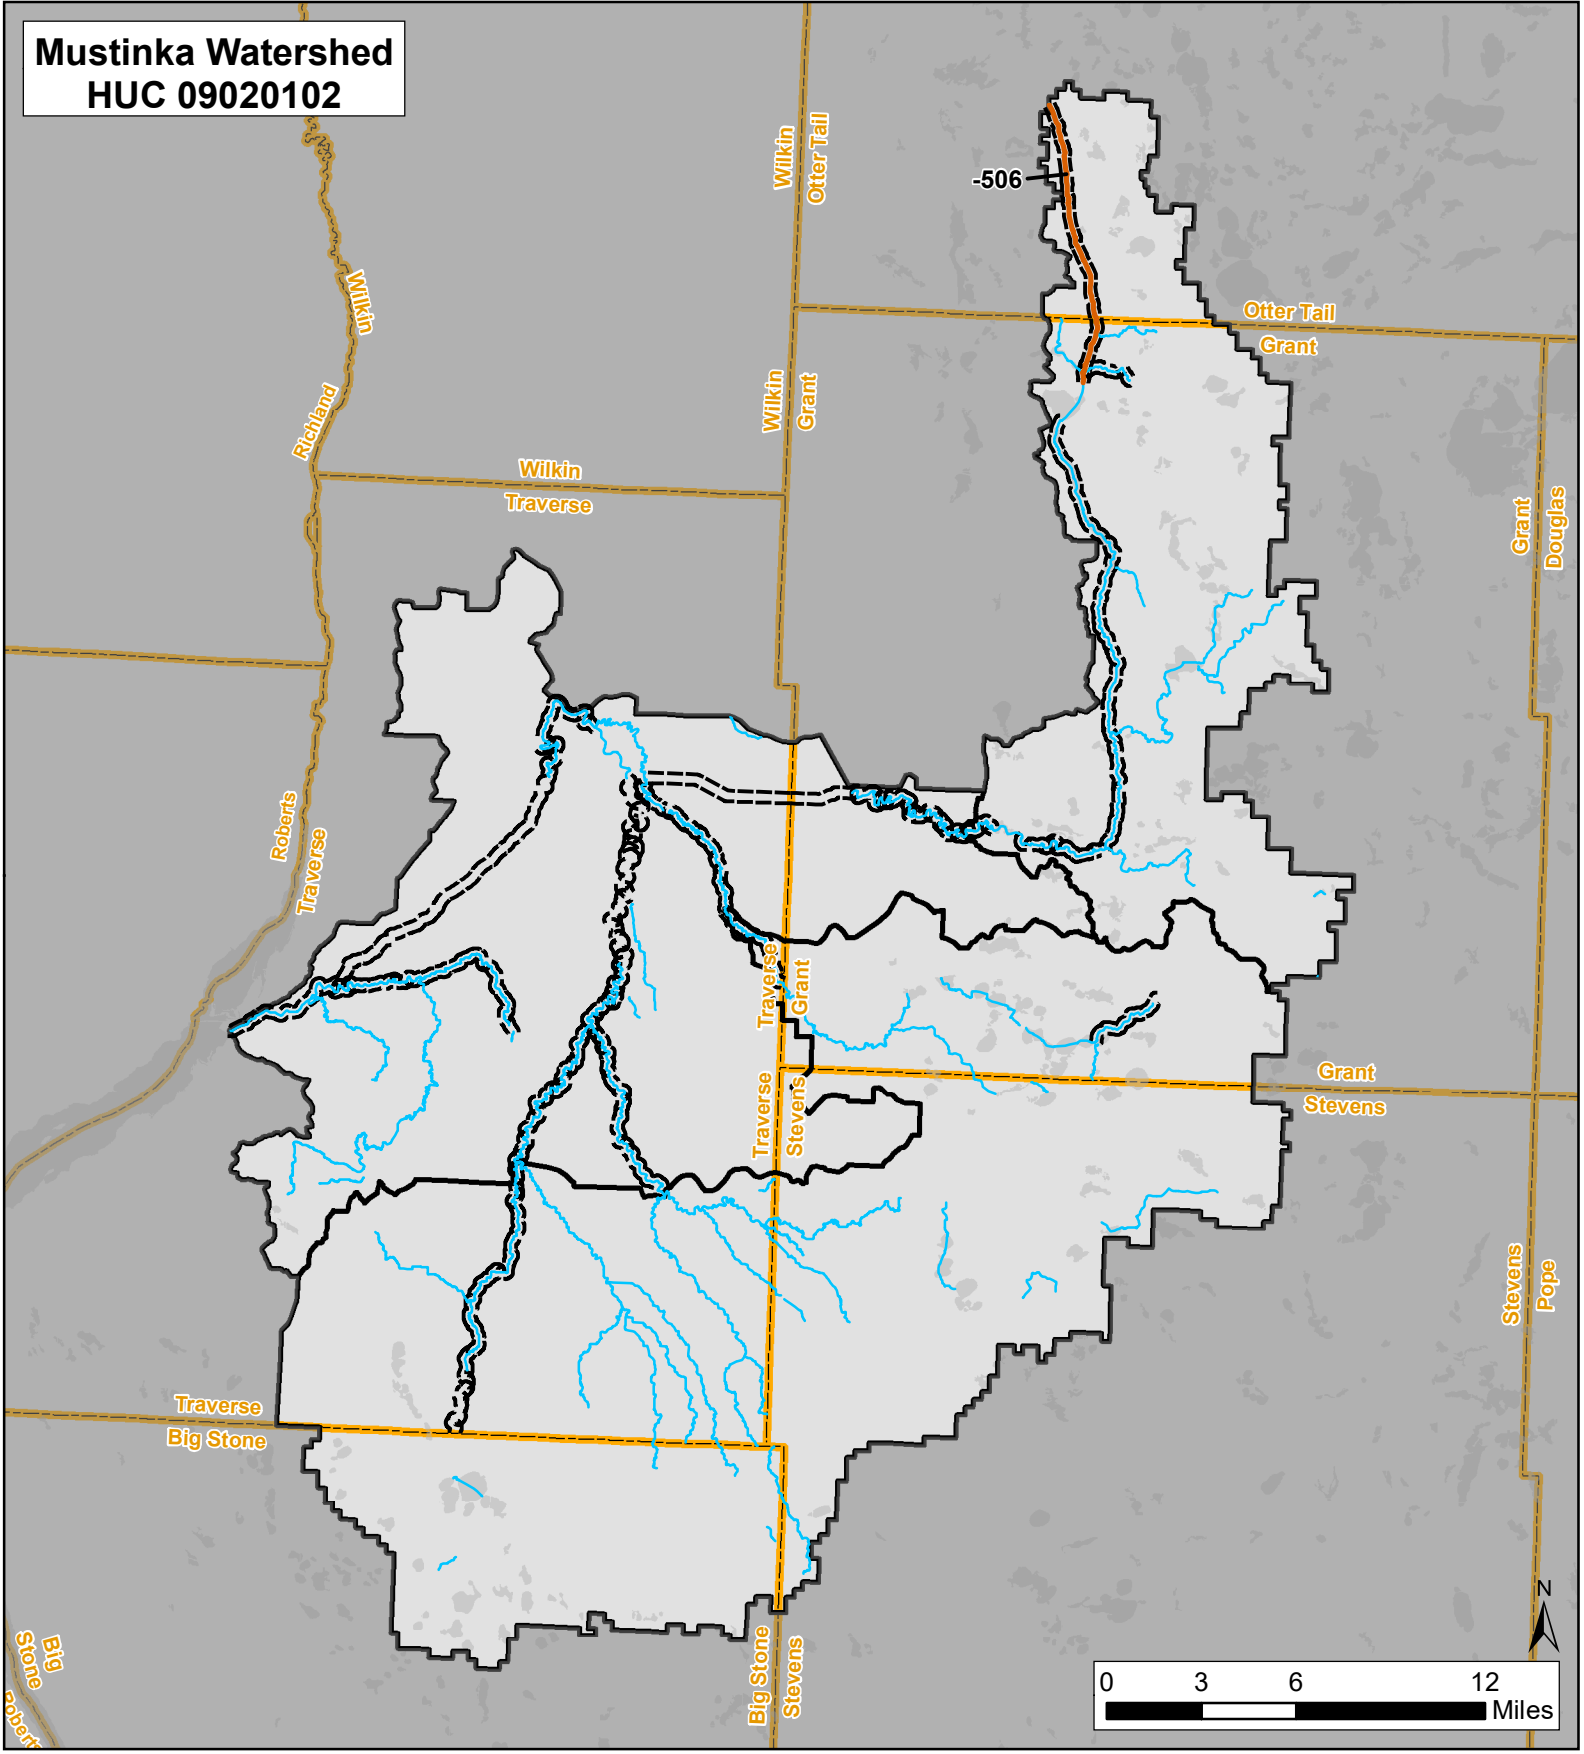 Mustinka Watershed
HUC 09020102
Wilkin
Otter Tail
-506
Wilkin
Otter Tail
Grant
Richland
Wilkin
Grant
Wilkin
Traverse
Grant
Douglas
Roberts
Traverse
Traverse
Grant
Traverse
Stevens
Grant
Stevens
Stevens
Pope
Traverse
Big Stone
Big
Stone
Roberts
Big Stone
Stevens
N
0 3 6 12
Miles